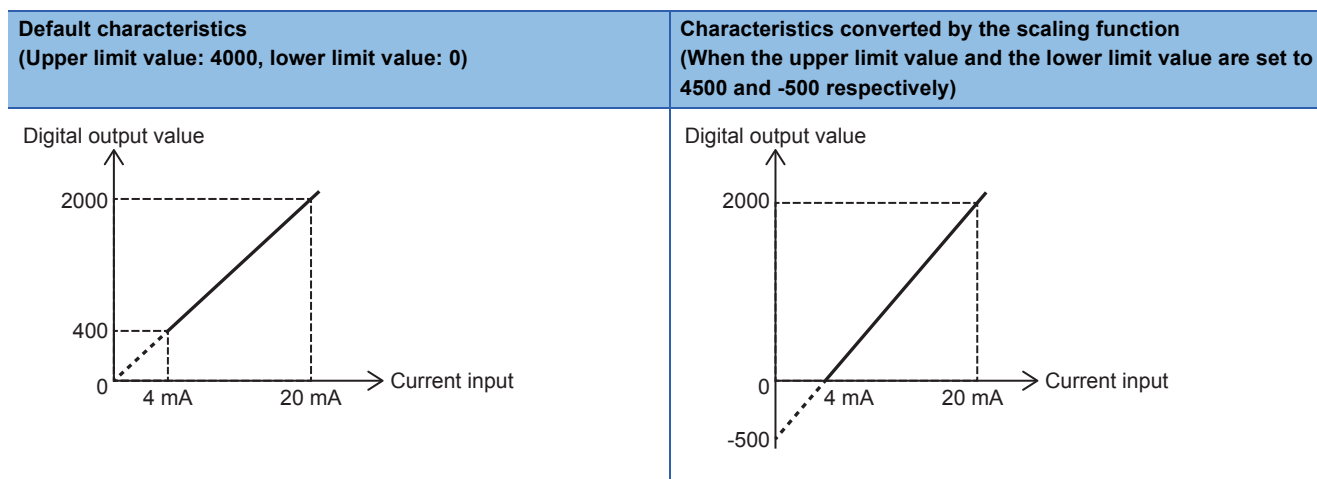 Default characteristics
(Upper limit value: 4000, lower limit value: 0)
Characteristics converted by the scaling function
(When the upper limit value and the lower limit value are set to
4500 and -500 respectively)
Digital output value
2000
400
0
4 mA
20 mA
Current input
Digital output value
2000
0
4 mA
20 mA
Current input
-500